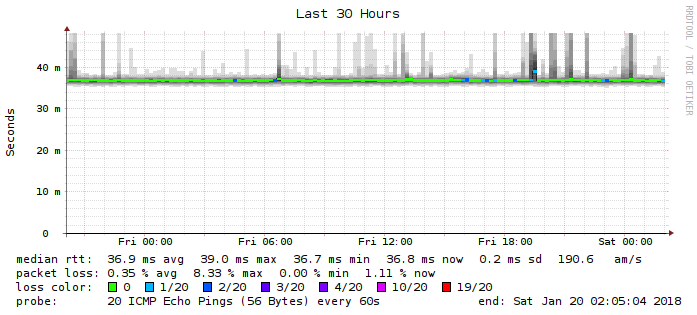 Last 30 Hours
RRDTOOL / TOBI OETIKER
Seconds
40 m
30 m
20 m
10 m
0
Fri 00:00 Fri 06:00 Fri 12:00 Fri 18:00 Sat 00:00
median rtt: 36.9 ms avg 39.0 ms max 36.7 ms min 36.8 ms now 0.2 ms sd 190.6 am/s
packet loss: 0.35 % avg 8.33 % max 0.00 % min 1.11 % now
loss color: 0 1/20 2/20 3/20 4/20 10/20 19/20
probe: 20 ICMP Echo Pings (56 Bytes) every 60s end: Sat Jan 20 02:05:04 2018